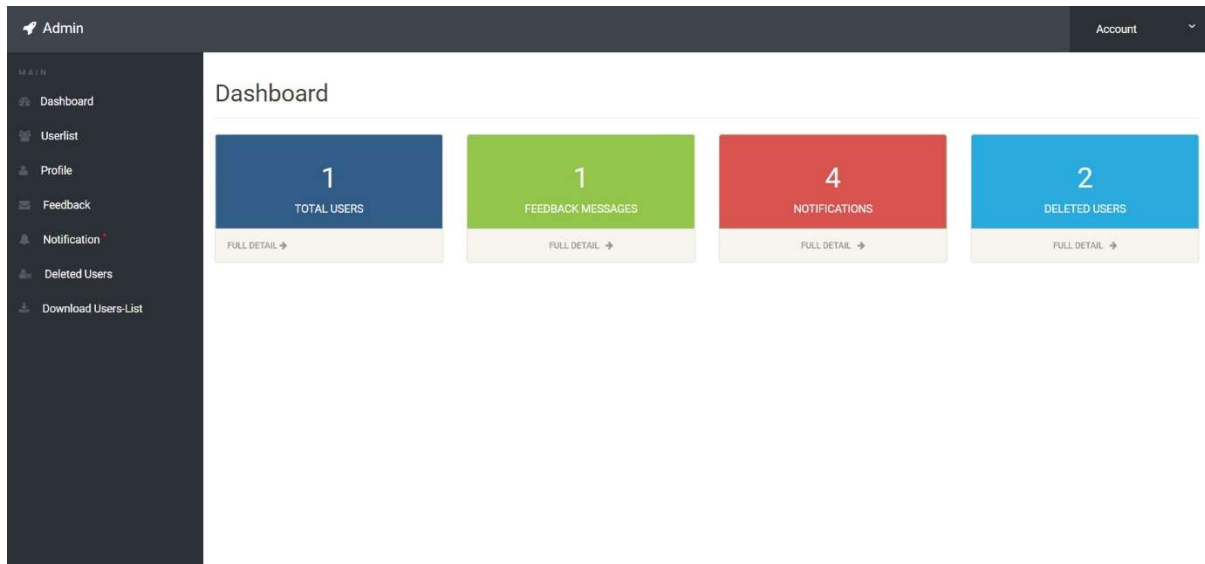 Admin
Account
MAIN
Dashboard
Userlist
Profile
Feedback
Notification *
Deleted Users
Download Users-List
Dashboard
1
TOTAL USERS
FULL DETAIL
1
FEEDBACK MESSAGES
FULL DETAIL
4
NOTIFICATIONS
FULL DETAIL
2
DELETED USERS
FULL DETAIL